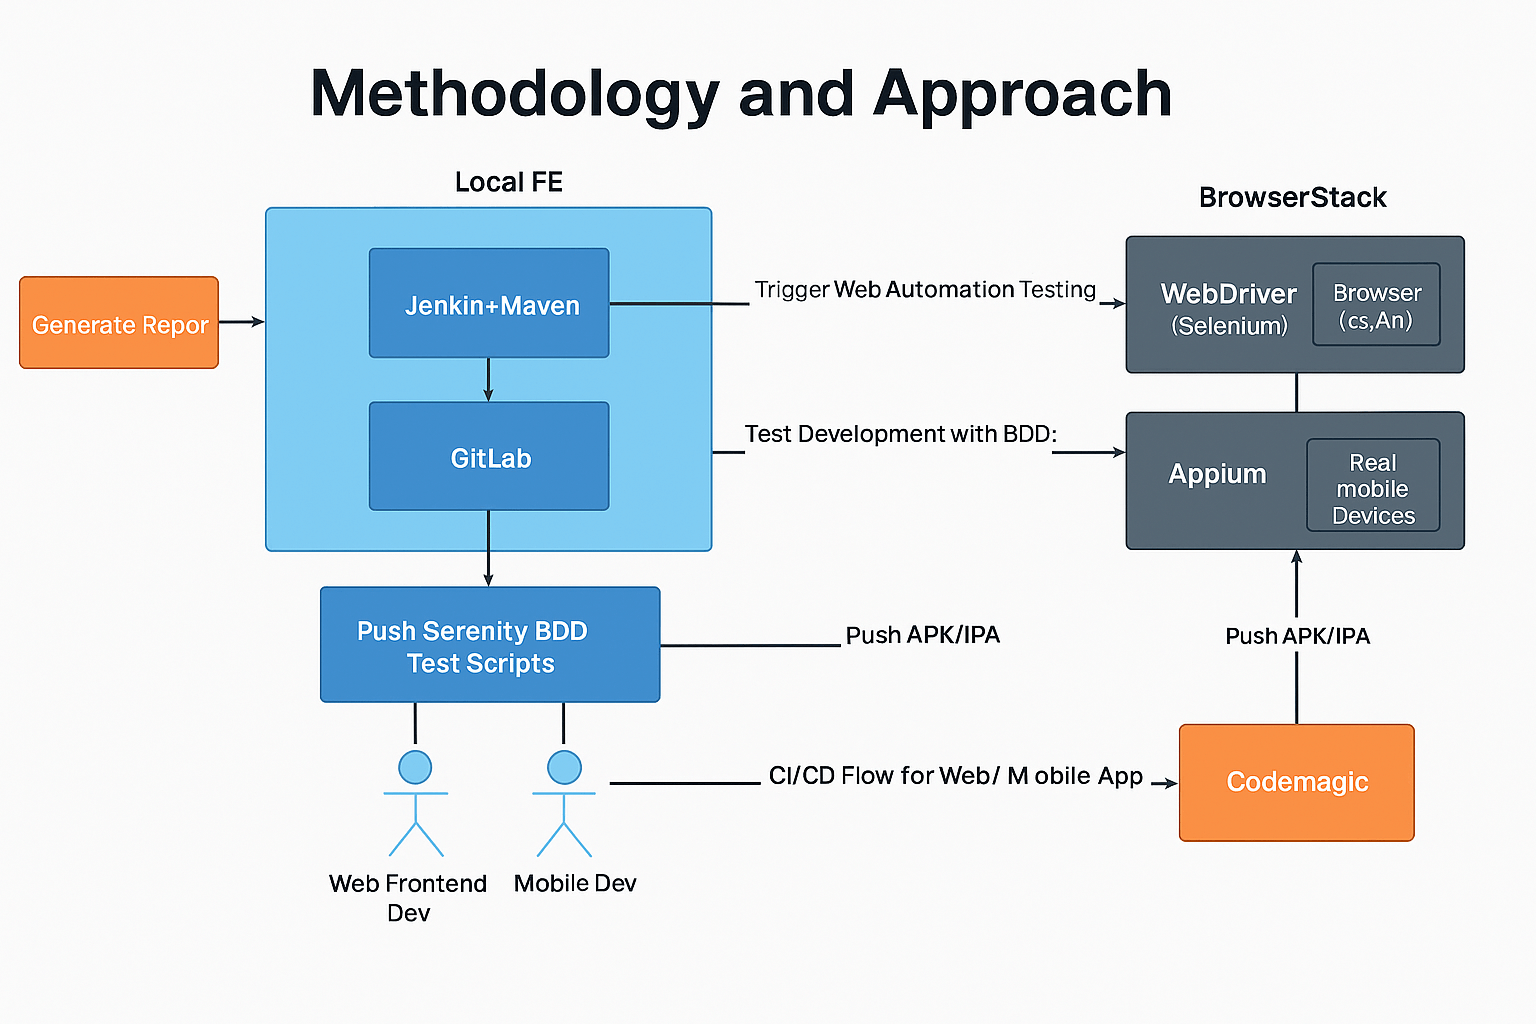 Methodology and Approach
Local FE
BrowserStack
Generate Repor
Jenkin+Maven
Trigger Web Automation Testing
WebDriver
(Selenium)
Browser
(cs,An)
GitLab
Test Development with BDD:
Appium
Real
mobile
Devices
Push Serenity BDD
Test Scripts
Push APK/IPA
Push APK/IPA
CI/CD Flow for Web/ M obile App
Codemagic
Web Frontend
Dev
Mobile Dev